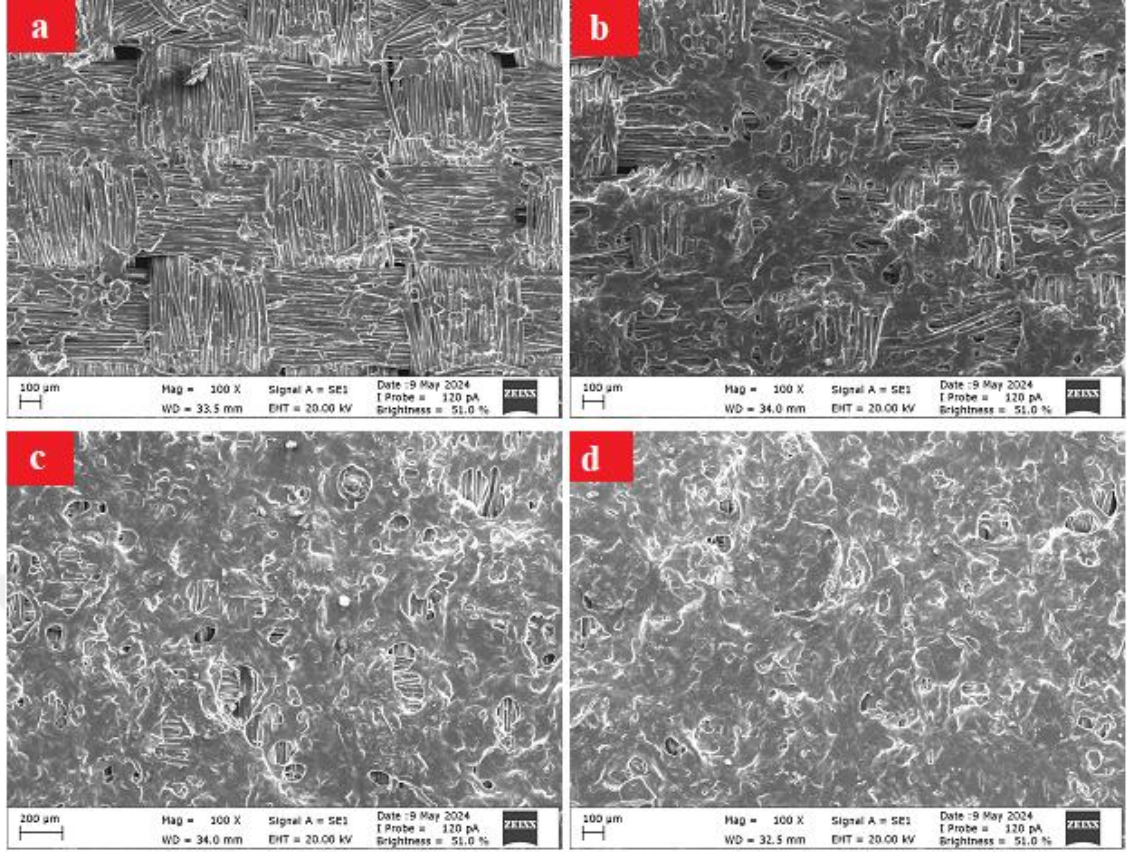 a
b
100 µm
Mag = 100 X
Signal A = SE1
Date :9 May 2024
WD = 33.5 mm
EHT = 20.00 kV
I Probe = 120 pA
Brightness = 51.0 %
ZEISS
100 µm
Mag = 100 X
Signal A = SE1
Date :9 May 2024
WD = 34.0 mm
EHT = 20.00 kV
I Probe = 120 pA
Brightness = 51.0 %
ZEISS
c
d
200 µm
Mag = 100 X
Signal A = SE1
Date :9 May 2024
WD = 34.0 mm
EHT = 20.00 kV
I Probe = 120 pA
Brightness = 51.0 %
ZEISS
100 µm
Mag = 100 X
Signal A = SE1
Date :9 May 2024
WD = 32.5 mm
EHT = 20.00 kV
I Probe = 120 pA
Brightness = 51.0 %
ZEISS